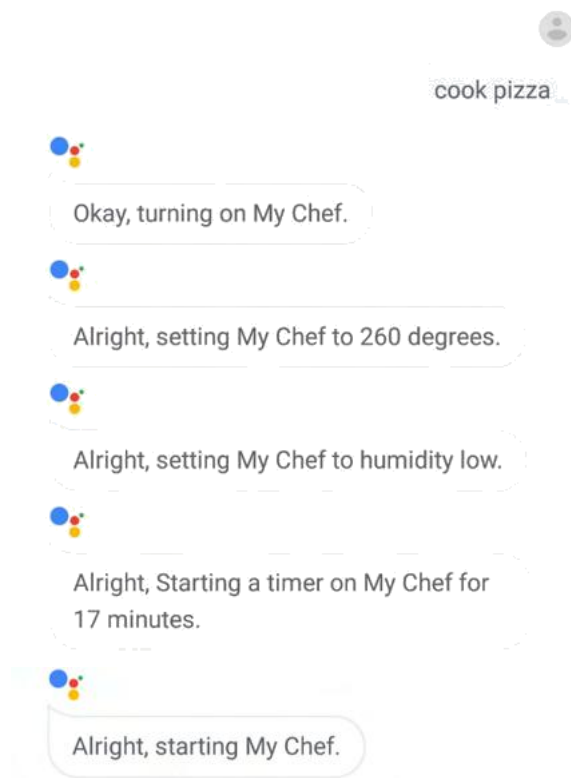 cook pizza
Okay, turning on My Chef.
Alright, setting My Chef to 260 degrees.
Alright, setting My Chef to humidity low.
Alright, Starting a timer on My Chef for
17 minutes.
Alright, starting My Chef.